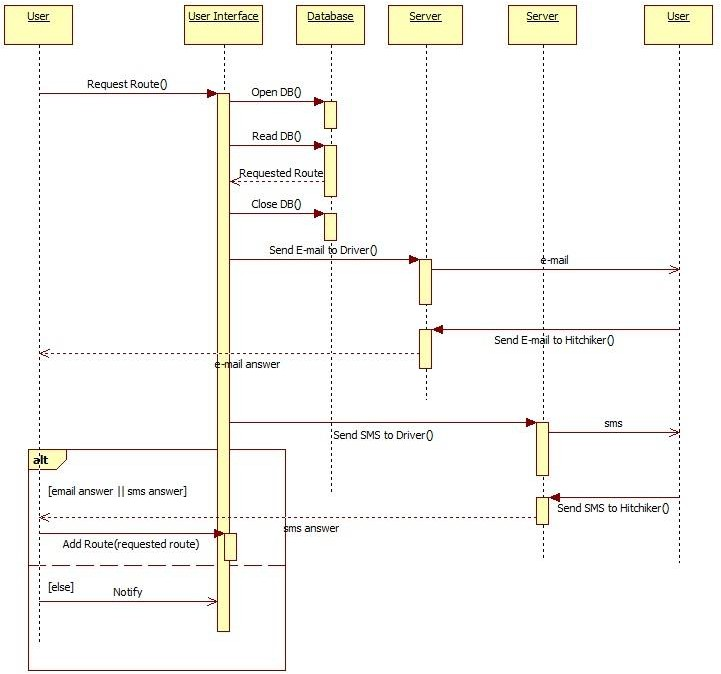 User
User Interface
Database
Server
Server
User
Request Route()
Open DB()
Read DB()
Requested Route
Close DB()
Send E-mail to Driver()
e-mail
Send E-mail to Hitchiker()
e-mail answer
Send SMS to Driver()
sms
alt
[email answer || sms answer]
Send SMS to Hitchiker()
sms answer
Add Route(requested route)
[else]
Notify